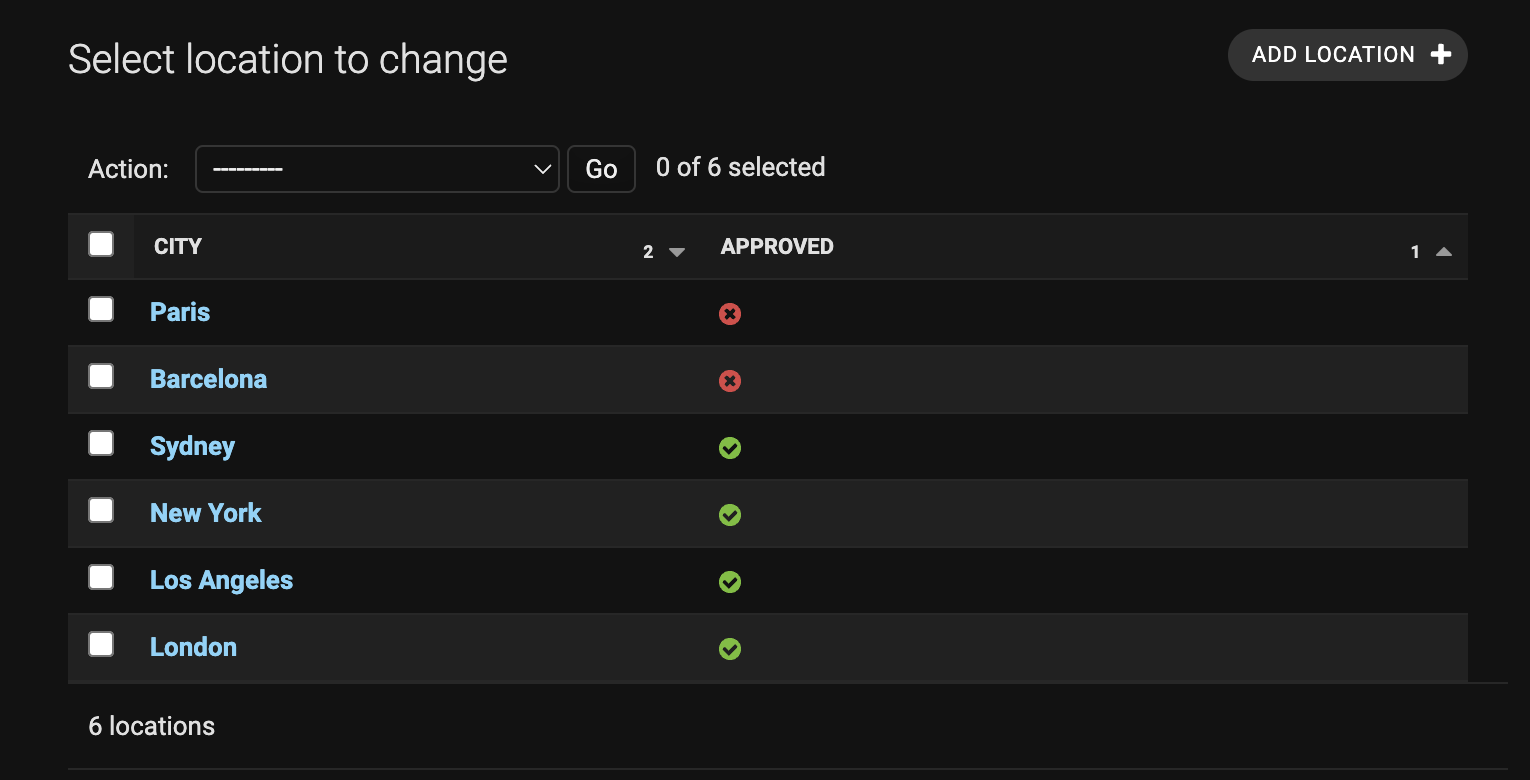 Select location to change
ADD LOCATION
Action: --------- Go 0 of 6 selected
CITY 2 APPROVED 1
Paris
Barcelona
Sydney
New York
Los Angeles
London
6 locations